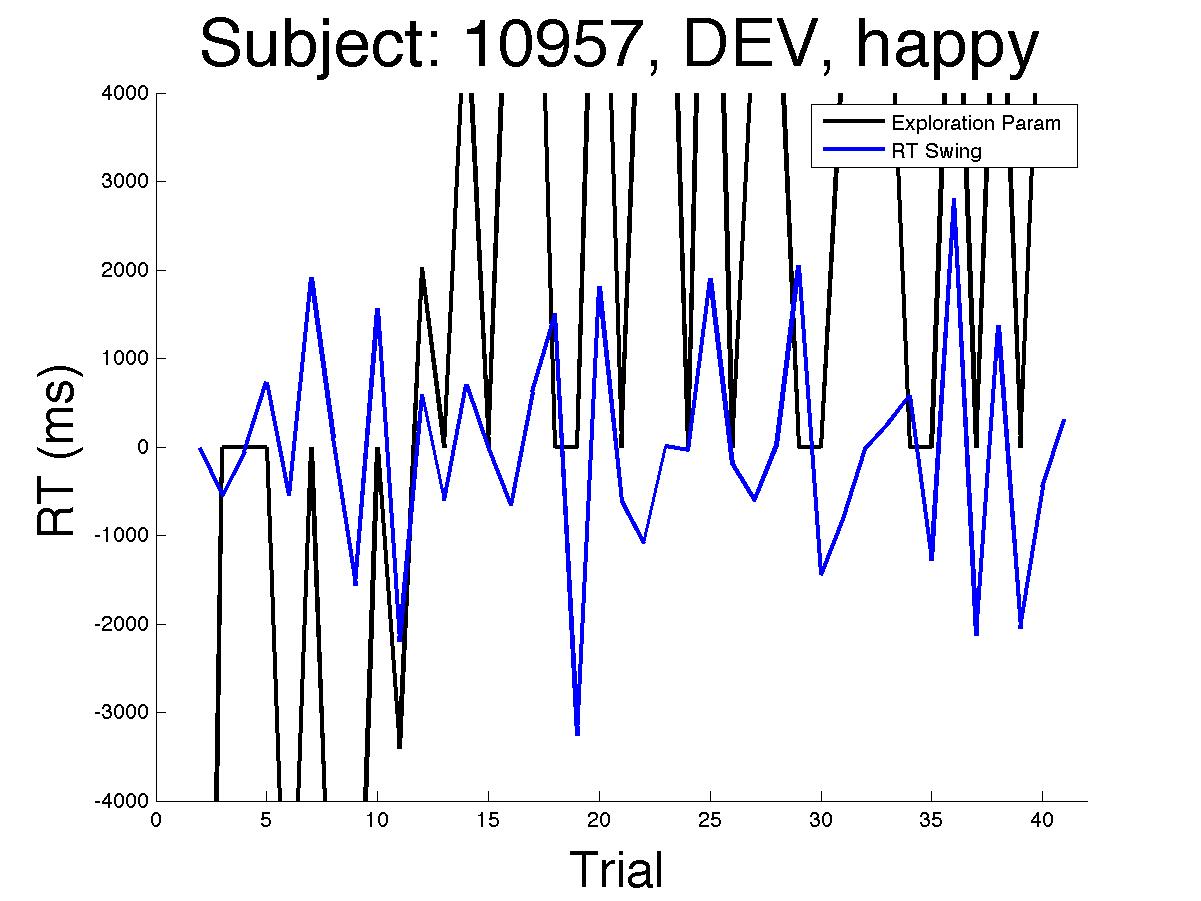 Subject: 10957, DEV, happy
4000
3000
2000
1000
0
-1000
-2000
-3000
-4000
RT (ms)
Exploration Param
RT Swing
0 5 10 15 20 25 30 35 40
Trial